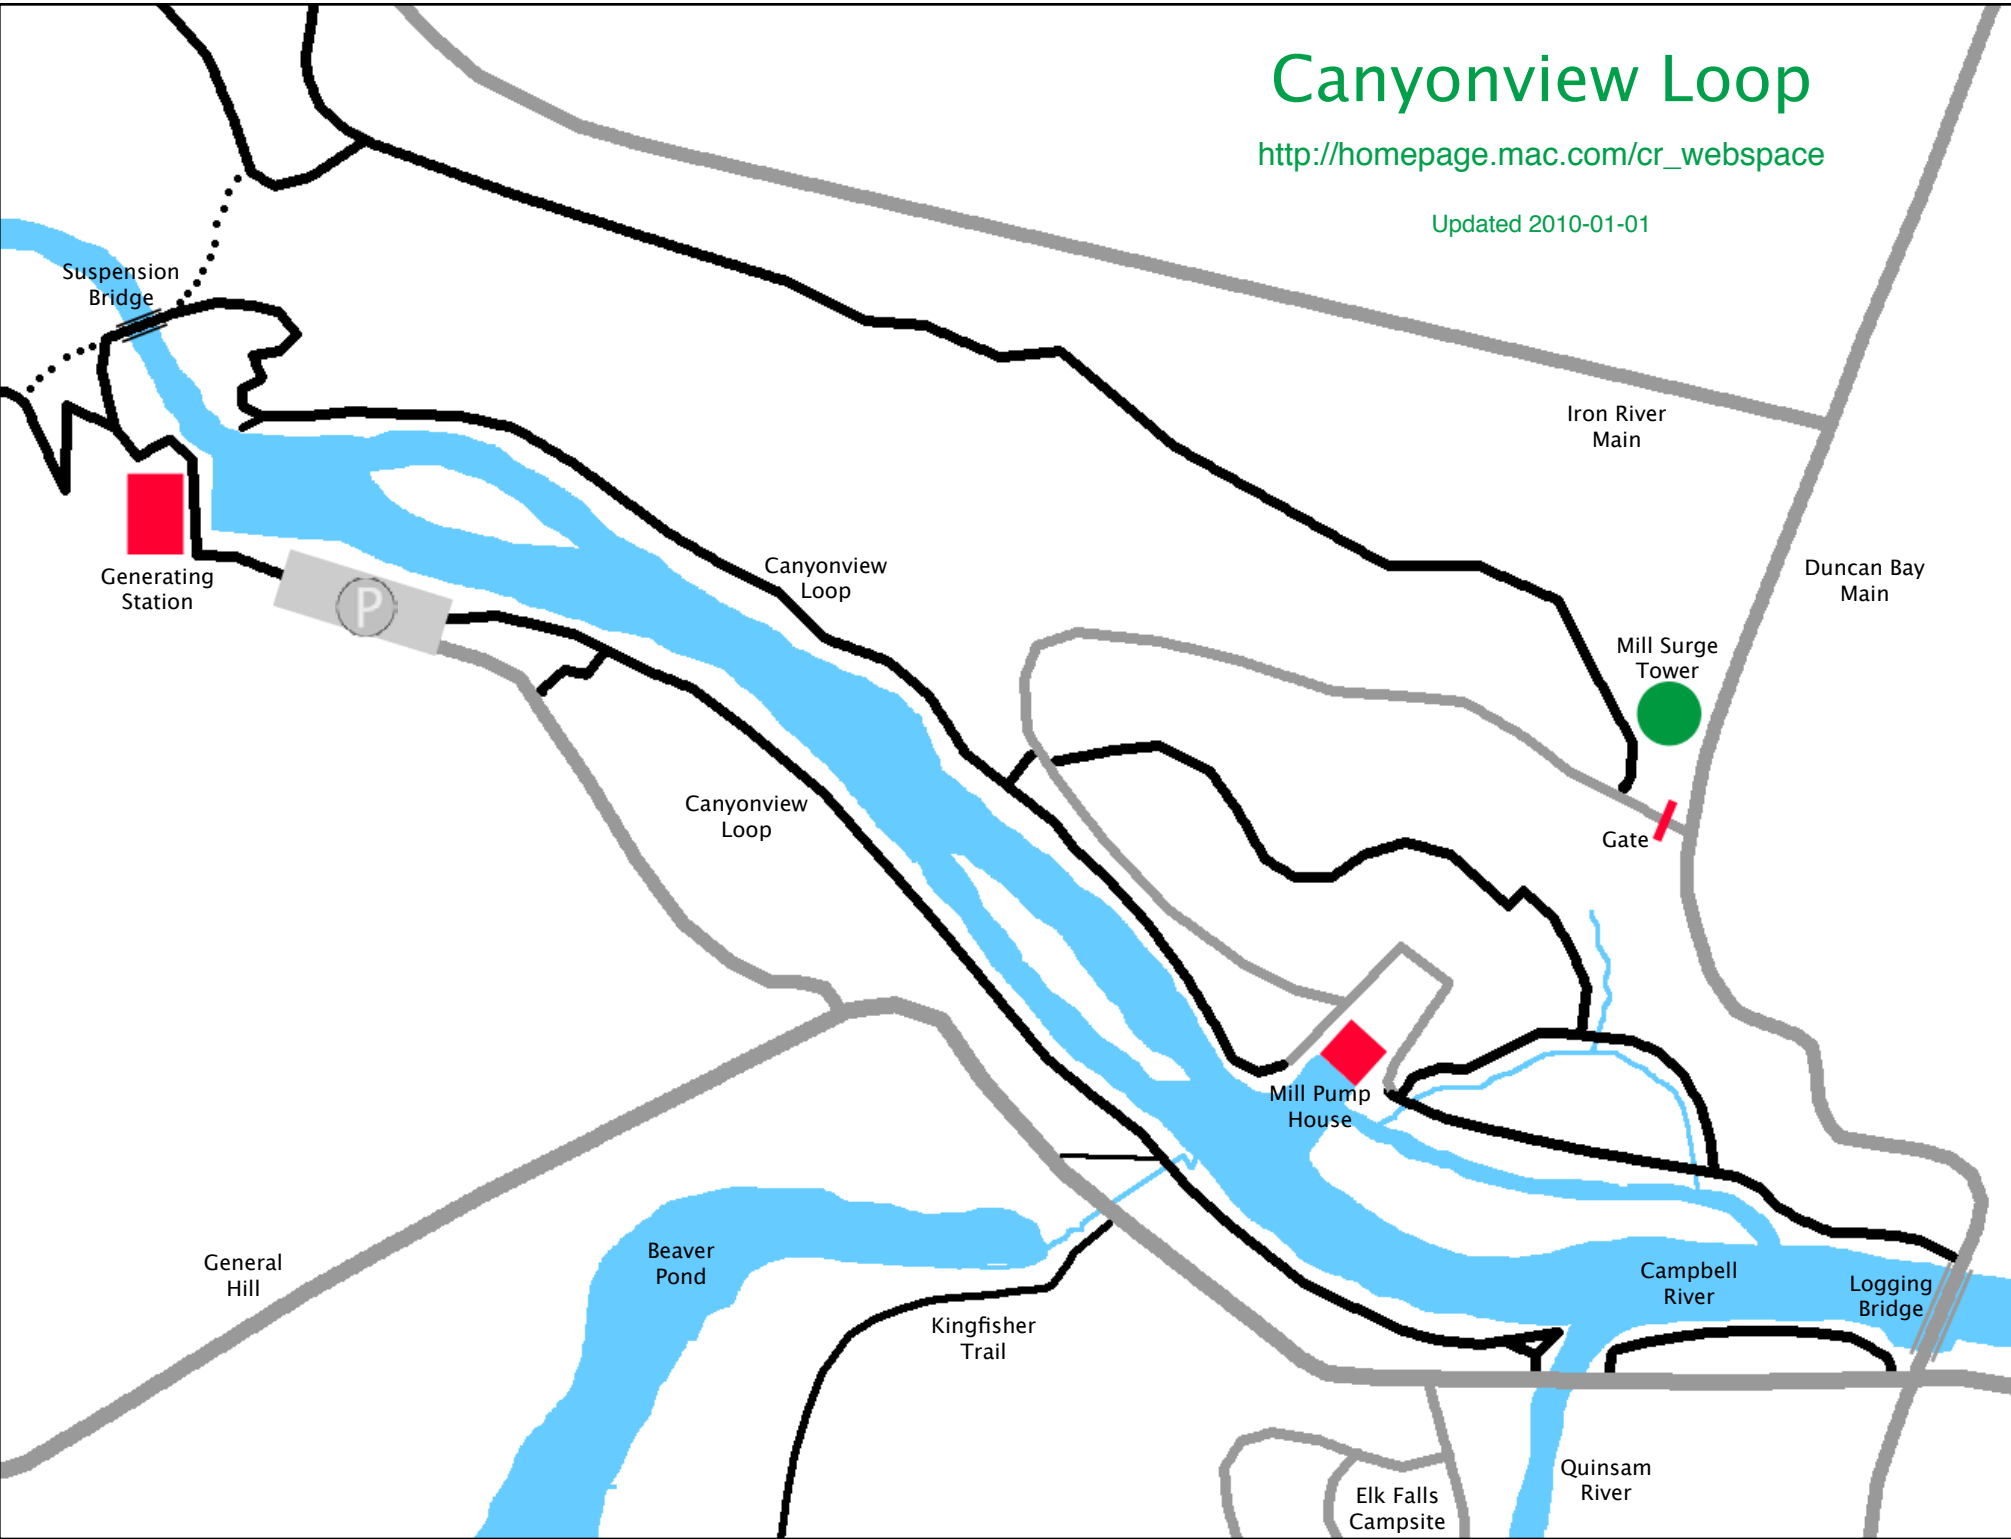 Canyonview Loop
http://homepage.mac.com/cr_webspace
Updated 2010-01-01
Suspension
Bridge
Iron River
Main
Generating
Station
P
Canyonview
Loop
Duncan Bay
Main
Mill Surge
Tower
Canyonview
Loop
Gate
Mill Pump
House
General
Hill
Beaver
Pond
Kingfisher
Trail
Campbell
River
Logging
Bridge
Quinsam
River
Elk Falls
Campsite